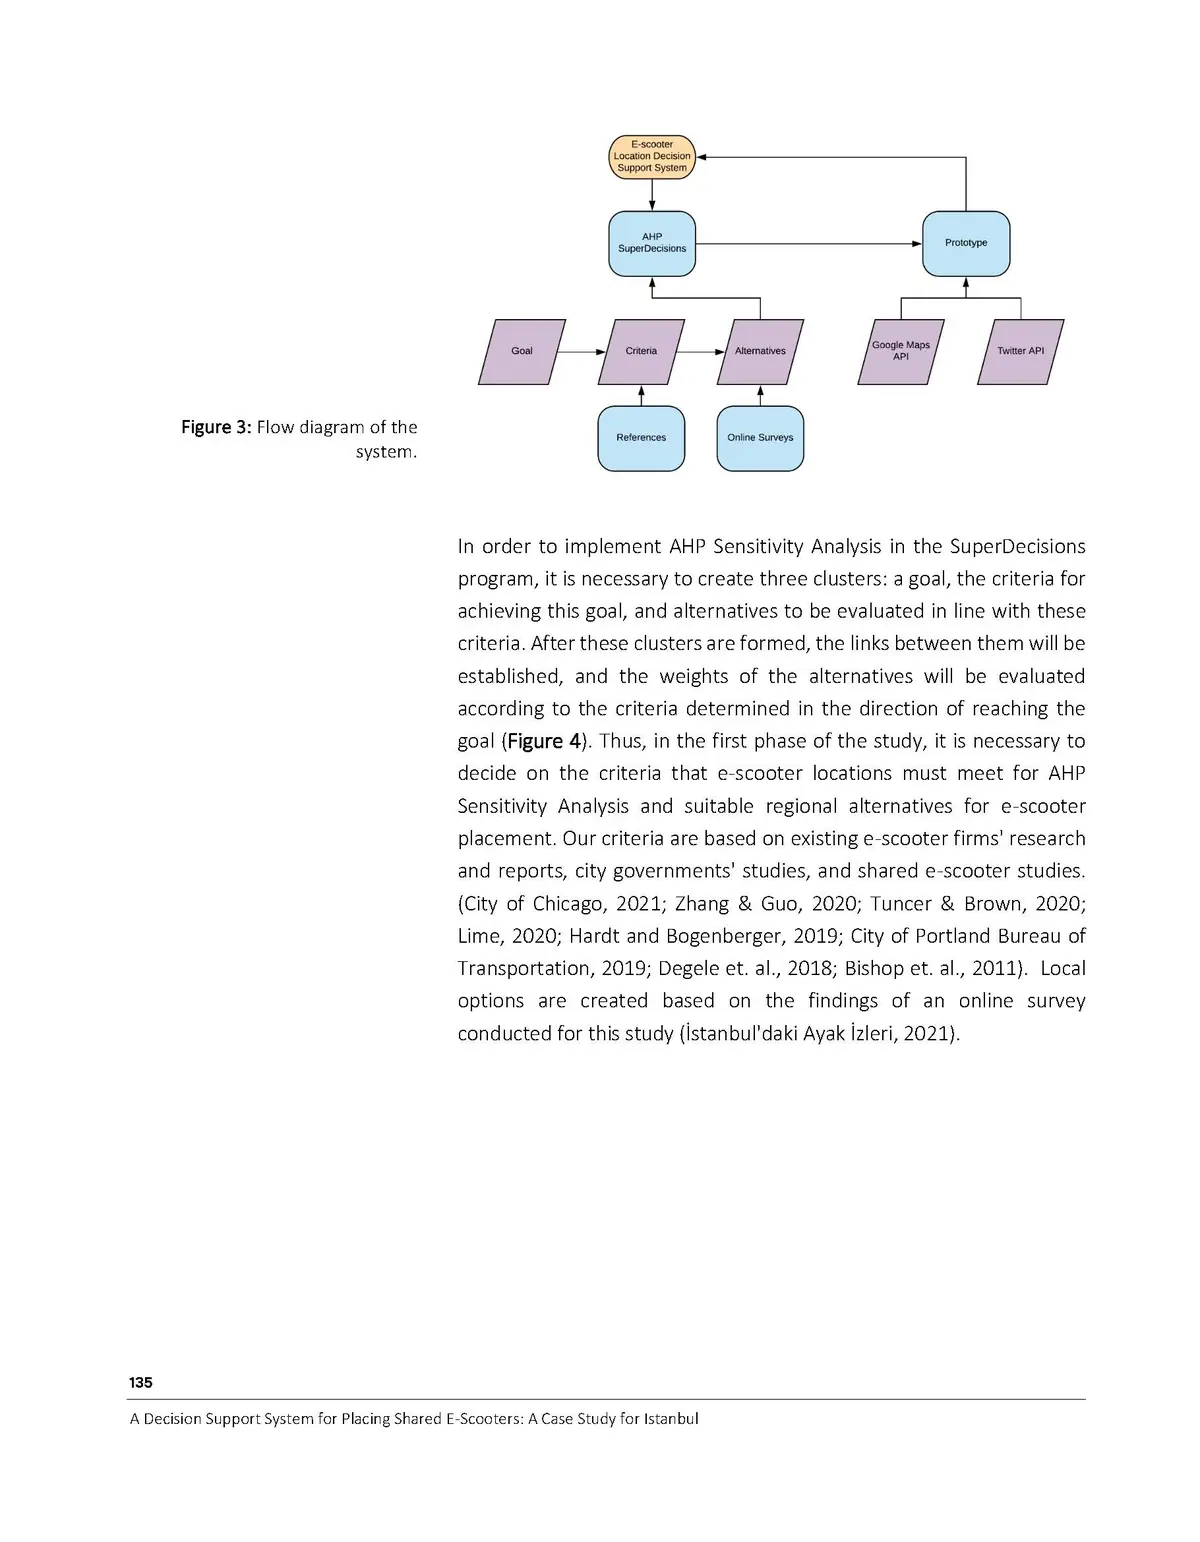 E-scooter
Location Decision
Support System
AHP
SuperDecisions
Prototype
Goal
Criteria
Alternatives
Google Maps
API
Twitter API
References
Online Surveys
Figure 3: Flow diagram of the
system.
In order to implement AHP Sensitivity Analysis in the SuperDecisions
program, it is necessary to create three clusters: a goal, the criteria for
achieving this goal, and alternatives to be evaluated in line with these
criteria. After these clusters are formed, the links between them will be
established, and the weights of the alternatives will be evaluated
according to the criteria determined in the direction of reaching the
goal (Figure 4). Thus, in the first phase of the study, it is necessary to
decide on the criteria that e-scooter locations must meet for AHP
Sensitivity Analysis and suitable regional alternatives for e-scooter
placement. Our criteria are based on existing e-scooter firms' research
and reports, city governments' studies, and shared e-scooter studies.
(City of Chicago, 2021; Zhang & Guo, 2020; Tuncer & Brown, 2020;
Lime, 2020; Hardt and Bogenberger, 2019; City of Portland Bureau of
Transportation, 2019; Degele et. al., 2018; Bishop et. al., 2011). Local
options are created based on the findings of an online survey
conducted for this study (İstanbul'daki Ayak İzleri, 2021).
135
A Decision Support System for Placing Shared E-Scooters: A Case Study for Istanbul